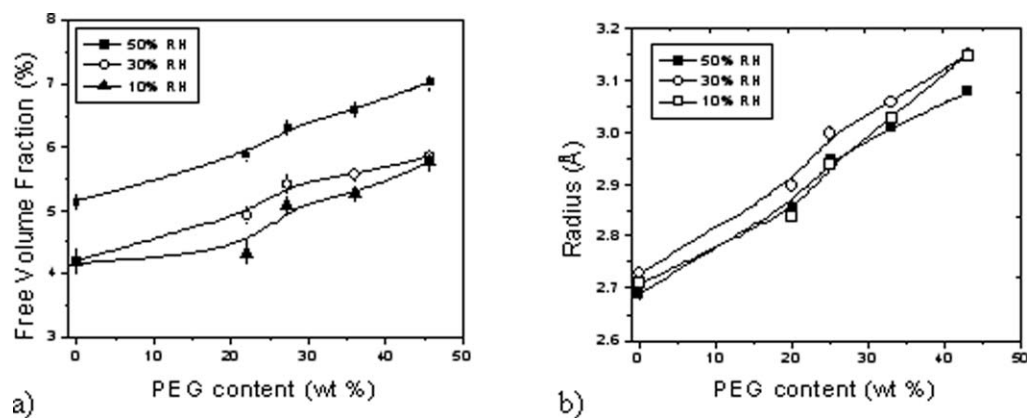 8
7
6
5
4
3
Free Volume Fraction (%)
50% RH
30% RH
10% RH
0 10 20 30 40 50
PEG content (wt %)
a)
3.2
3.1
3.0
2.9
2.8
2.7
2.6
Radius (Å)
50% RH
30% RH
10% RH
0 10 20 30 40 50
PEG content (wt %)
b)